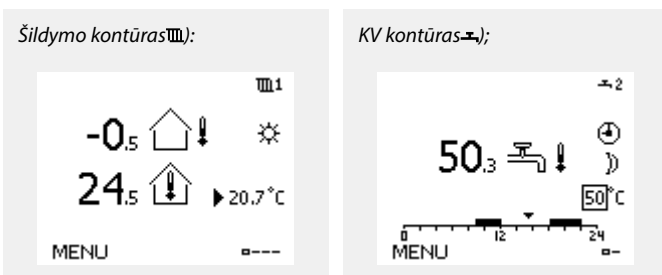 Šildymo kontūras):
1
-0.5
24.5
20.7°C
MENU
KV kontūras);
2
50.3
50°C
0 12 24
MENU